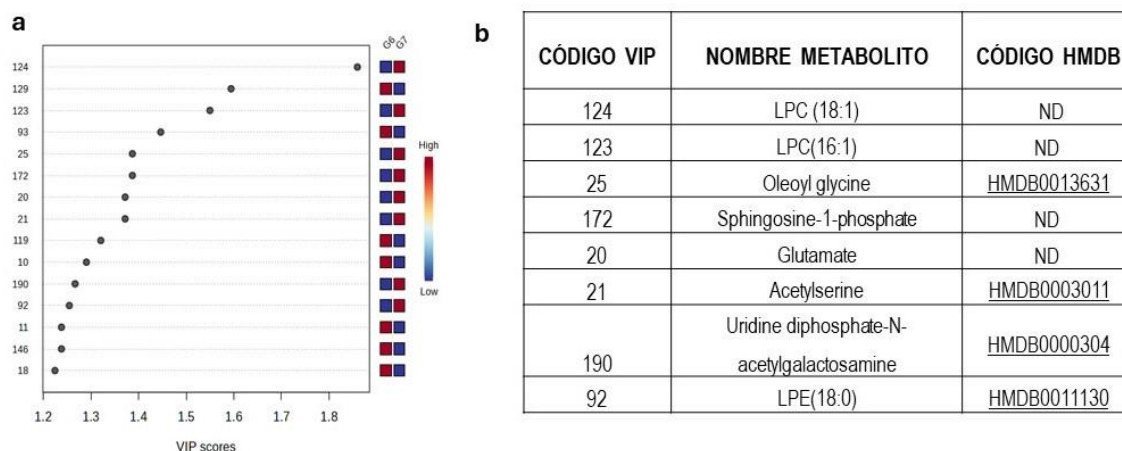 a
G6 G7
124
129
123
93
25
172
20
21
119
10
190
92
11
146
18
High
Low
1.2 1.3 1.4 1.5 1.6 1.7 1.8
VIP scores
b
CÓDIGO VIP NOMBRE METABOLITO CÓDIGO HMDB
124 LPC (18:1) ND
123 LPC(16:1) ND
25 Oleoyl glycine HMDB0013631
172 Sphingosine-1-phosphate ND
20 Glutamate ND
21 Acetylserine HMDB0003011
Uridine diphosphate-N-
190 acetylgalactosamine HMDB0000304
92 LPE(18:0) HMDB0011130